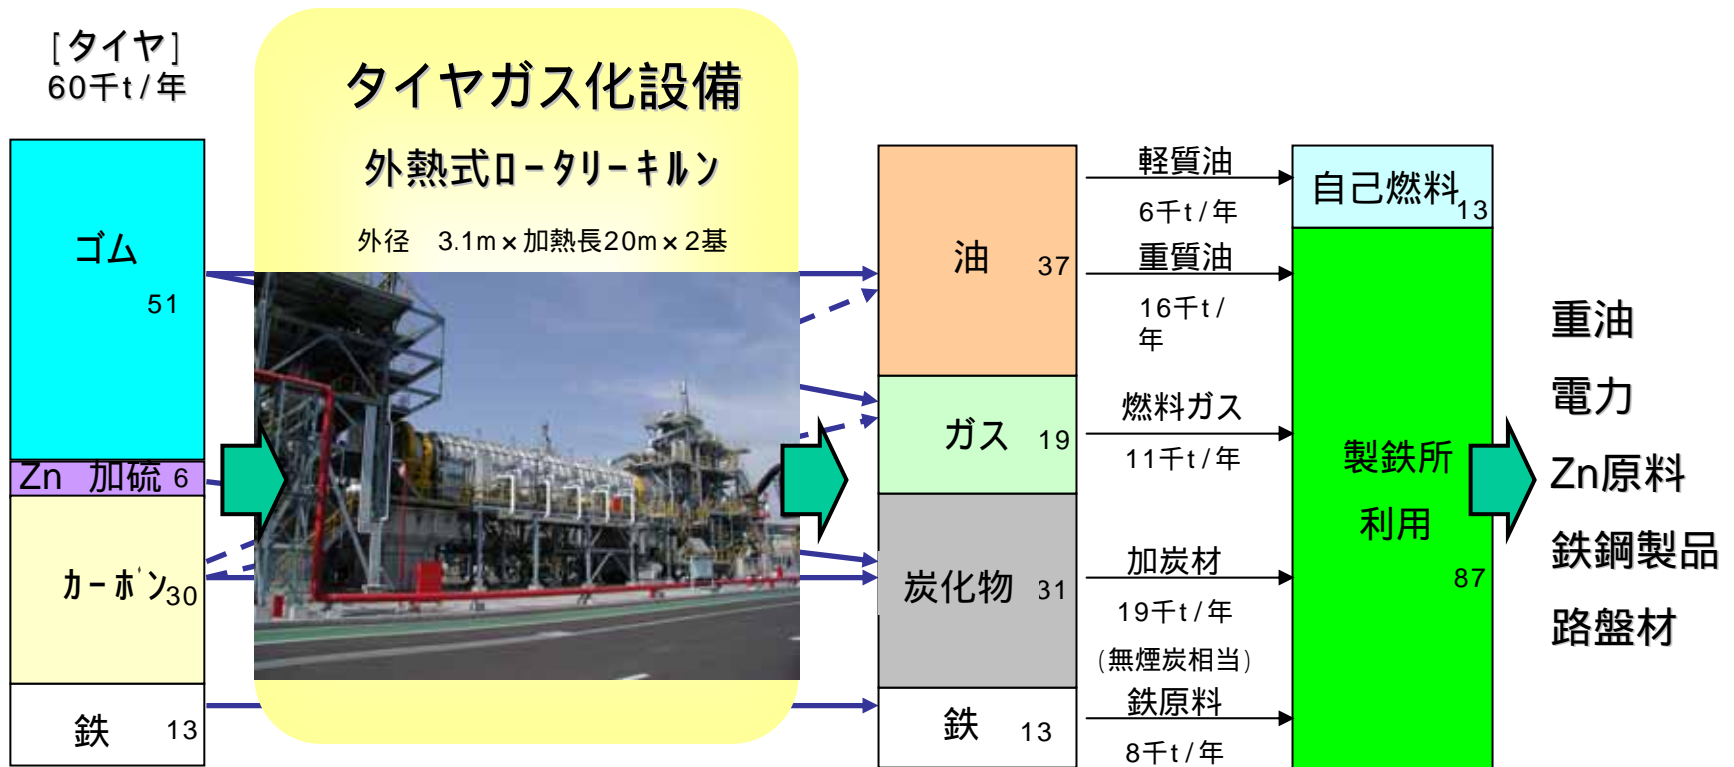 [タイヤ]
60千t/年
ゴム
51
Zn 加硫 6
カーボン 30
鉄 13
タイヤガス化設備
外熱式ロータリーキルン
外径 3.1m×加熱長20m×2基
油 37
ガス 19
炭化物 31
鉄 13
軽質油
6千t/年
重質油
16千t/
年
燃料ガス
11千t/年
加炭材
19千t/年
(無煙炭相当)
鉄原料
8千t/年
自己燃料 13
製鉄所
利用
87
重油
電力
Zn原料
鉄鋼製品
路盤材